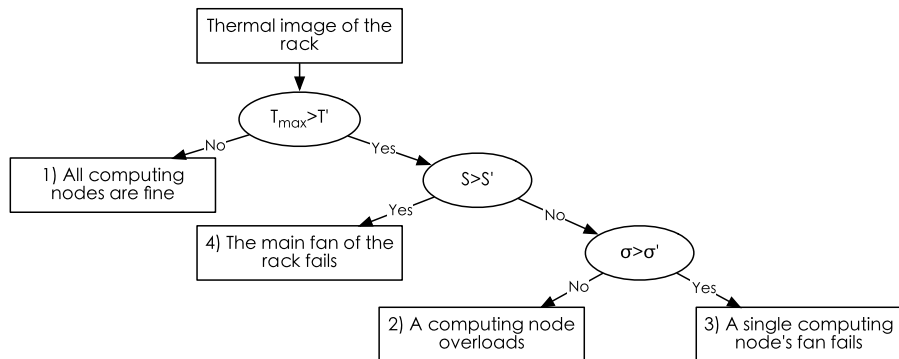 Thermal image of the
rack
Tmax>T'
No
Yes
1) All computing
nodes are fine
S>S'
Yes
No
4) The main fan of the
rack fails
σ>σ'
No
Yes
2) A computing node
overloads
3) A single computing
node's fan fails